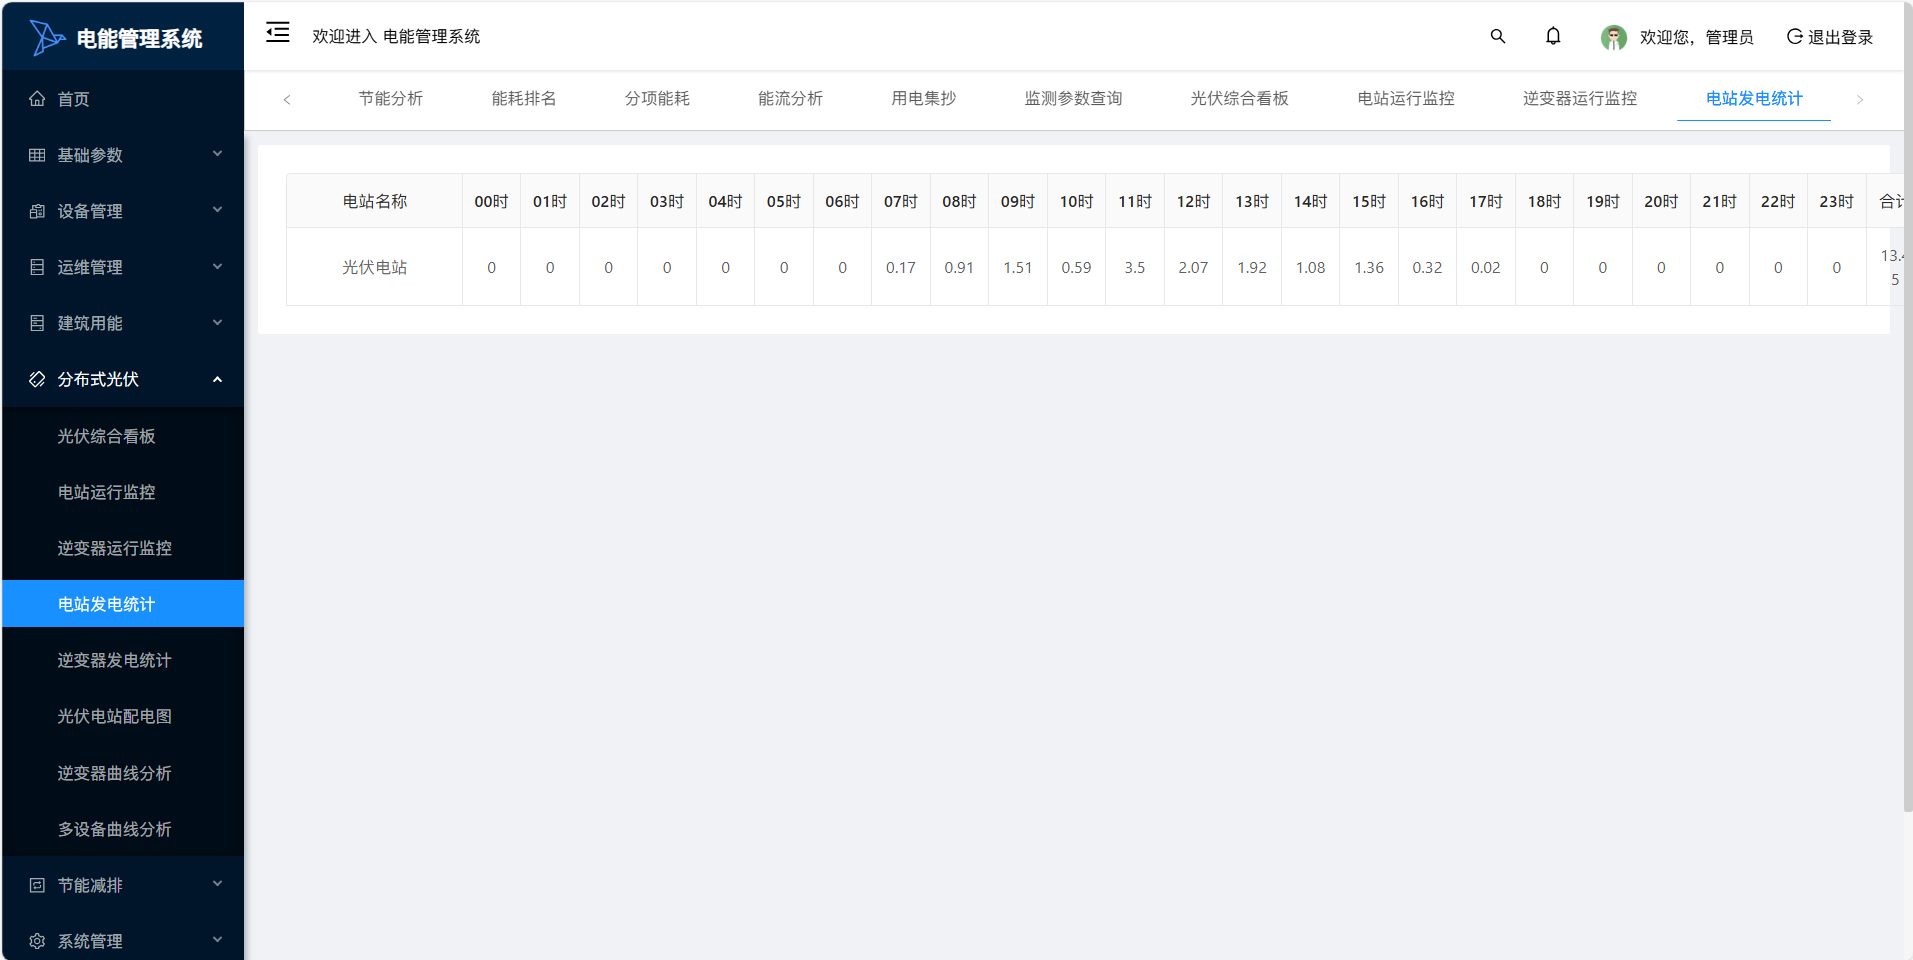 电能管理系统
欢迎进入 电能管理系统
欢迎您，管理员
退出登录
首页
基础参数
设备管理
运维管理
建筑用能
分布式光伏
光伏综合看板
电站运行监控
逆变器运行监控
电站发电统计
逆变器发电统计
光伏电站配电图
逆变器曲线分析
多设备曲线分析
节能减排
系统管理
节能分析 能耗排名 分项能耗 能流分析 用电集抄 监测参数查询 光伏综合看板 电站运行监控 逆变器运行监控 电站发电统计
电站名称 00时 01时 02时 03时 04时 05时 06时 07时 08时 09时 10时 11时 12时 13时 14时 15时 16时 17时 18时 19时 20时 21时 22时 23时 合计
光伏电站 0 0 0 0 0 0 0 0.17 0.91 1.51 0.59 3.5 2.07 1.92 1.08 1.36 0.32 0.02 0 0 0 0 0 0 13.4
5